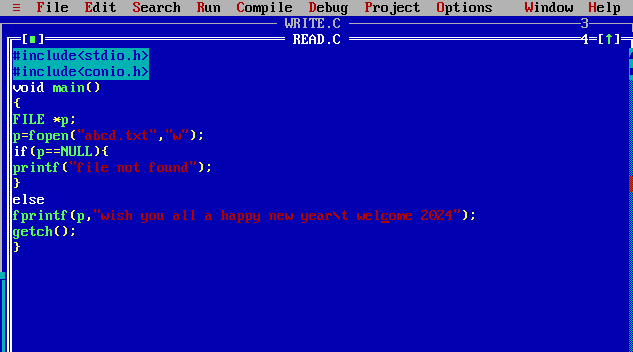 ≡ File Edit Search Run Compile Debug Project Options Window Help
WRITE.C 3
[■] READ.C 4=[↑]
#include<stdio.h>
#include<conio.h>
void main()
{
FILE *p;
p=fopen("abcd.txt","w");
if(p==NULL){
printf("file not found");
}
else
fprintf(p,"wish you all a happy new year\t welcome 2024");
getch();
}